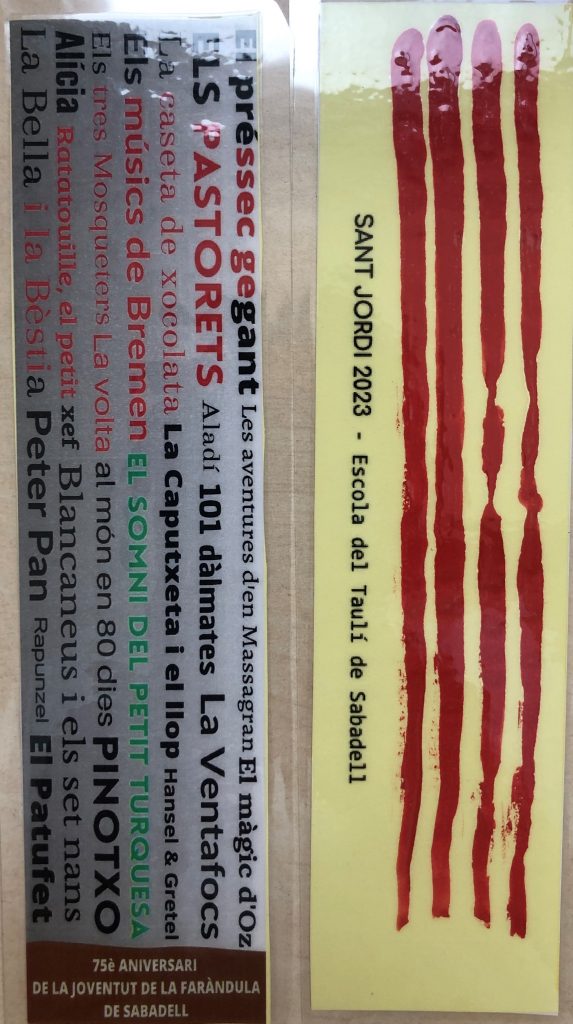 El préssec gegant Les aventures d'en Massagran El màgic d'Oz
ELS PASTORETS Aladí 101 dàlmates La Ventafocs
La caseta de xocolata La Caputxeta i el llop Hansel & Gretel
Els músics de Bremen EL SOMNI DEL PETIT TURQUESA
Els tres Mosqueters La volta al món en 80 dies PINOTXO
Alícia Ratatouille, el petit xef Blancaneus i els set nans
La Bella i la Bèstia Peter Pan Rapunzel El Patufet
75è ANIVERSARI
DE LA JOVENTUT DE LA FARÀNDULA
DE SABADELL
SANT JORDI 2023 - Escola del Taulí de Sabadell